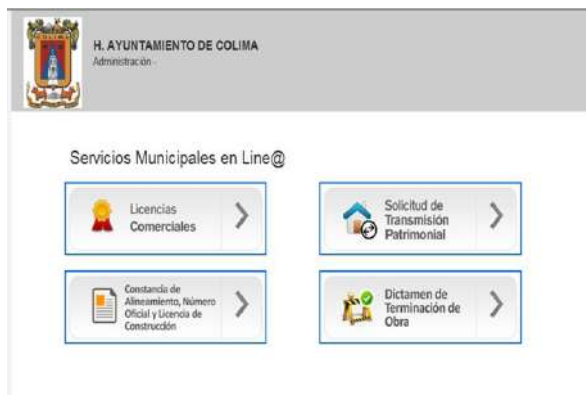 H. AYUNTAMIENTO DE COLIMA
Administración -
Servicios Municipales en Line@
Licencias
Comerciales
Solicitud de
Transmisión
Patrimonial
Constancia de
Alineamiento, Número
Oficial y Licencia de
Construcción
Dictamen de
Terminación de
Obra